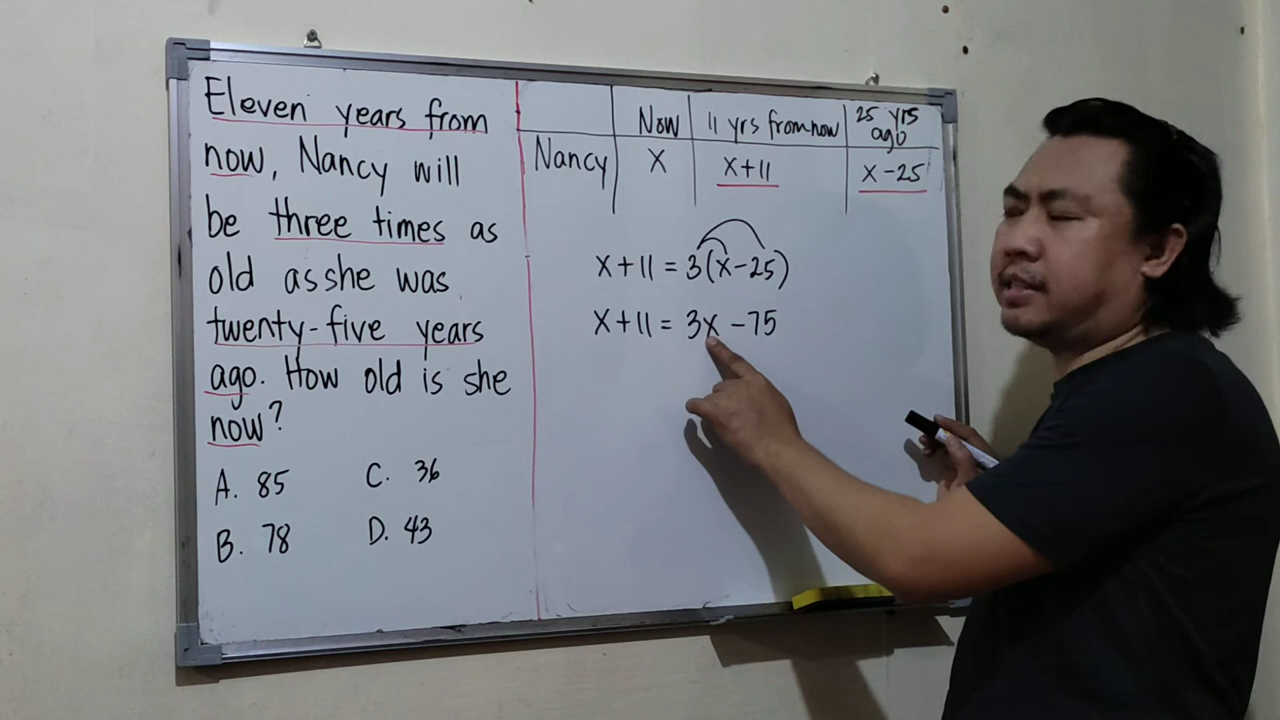 Eleven years from
now, Nancy will
be three times as
old as she was
twenty-five years
ago. How old is she
now?
A. 85 C. 36
B. 78 D. 43
Now 11 yrs from now 25 yrs ago
Nancy X X+11 X-25
X+11 = 3(X-25)
X+11 = 3X-75